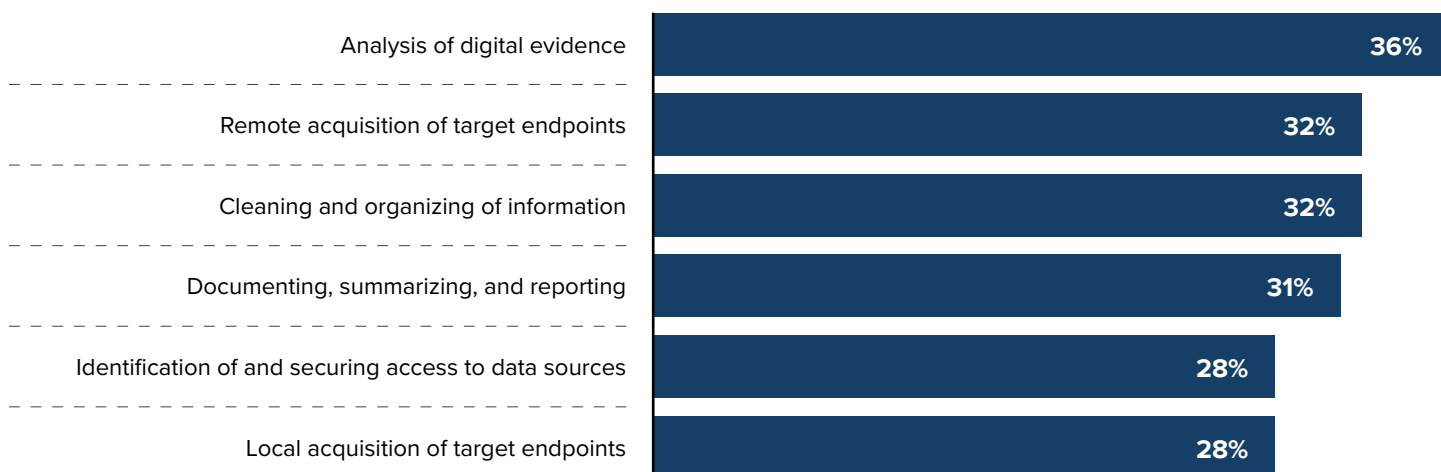 Analysis of digital evidence 36%
Remote acquisition of target endpoints 32%
Cleaning and organizing of information 32%
Documenting, summarizing, and reporting 31%
Identification of and securing access to data sources 28%
Local acquisition of target endpoints 28%